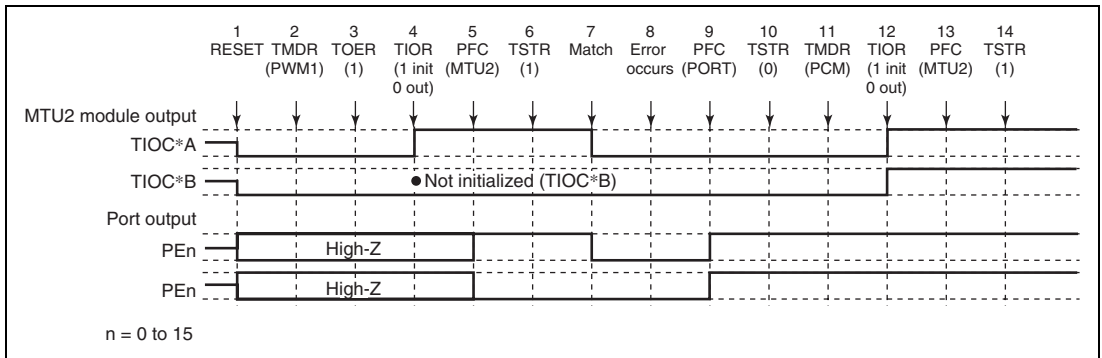 1 2 3 4 5 6 7 8 9 10 11 12 13 14
RESET TMDR TOER TIOR PFC TSTR Match Error PFC TSTR TMDR TIOR PFC TSTR
(PWM1) (1) (1 init (MTU2) (1) occurs (PORT) (0) (PCM) (1 init (MTU2) (1)
0 out) 0 out)
MTU2 module output
TIOC*A
TIOC*B ●Not initialized (TIOC*B)
Port output
PEn High-Z
PEn High-Z
n = 0 to 15